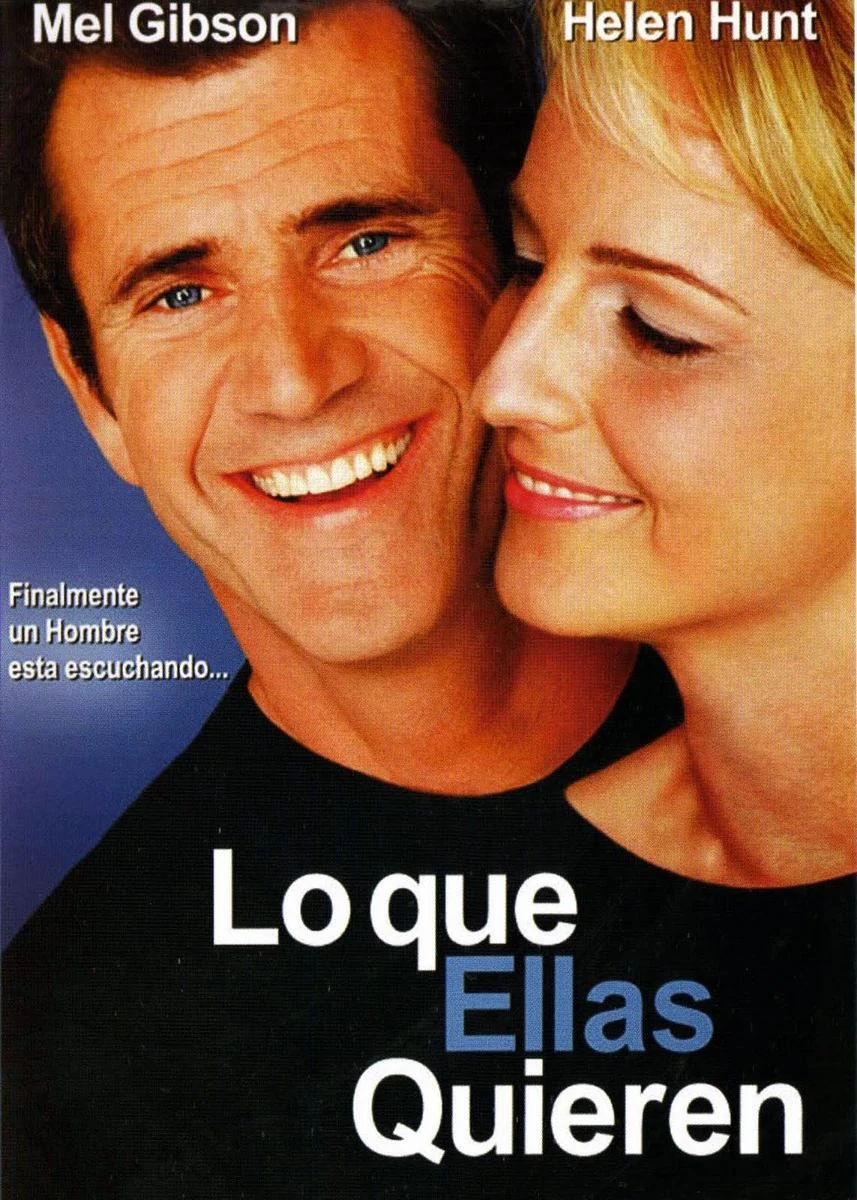 Mel Gibson
Helen Hunt
Finalmente
un Hombre
esta escuchando...
Lo que
Ellas
Quieren